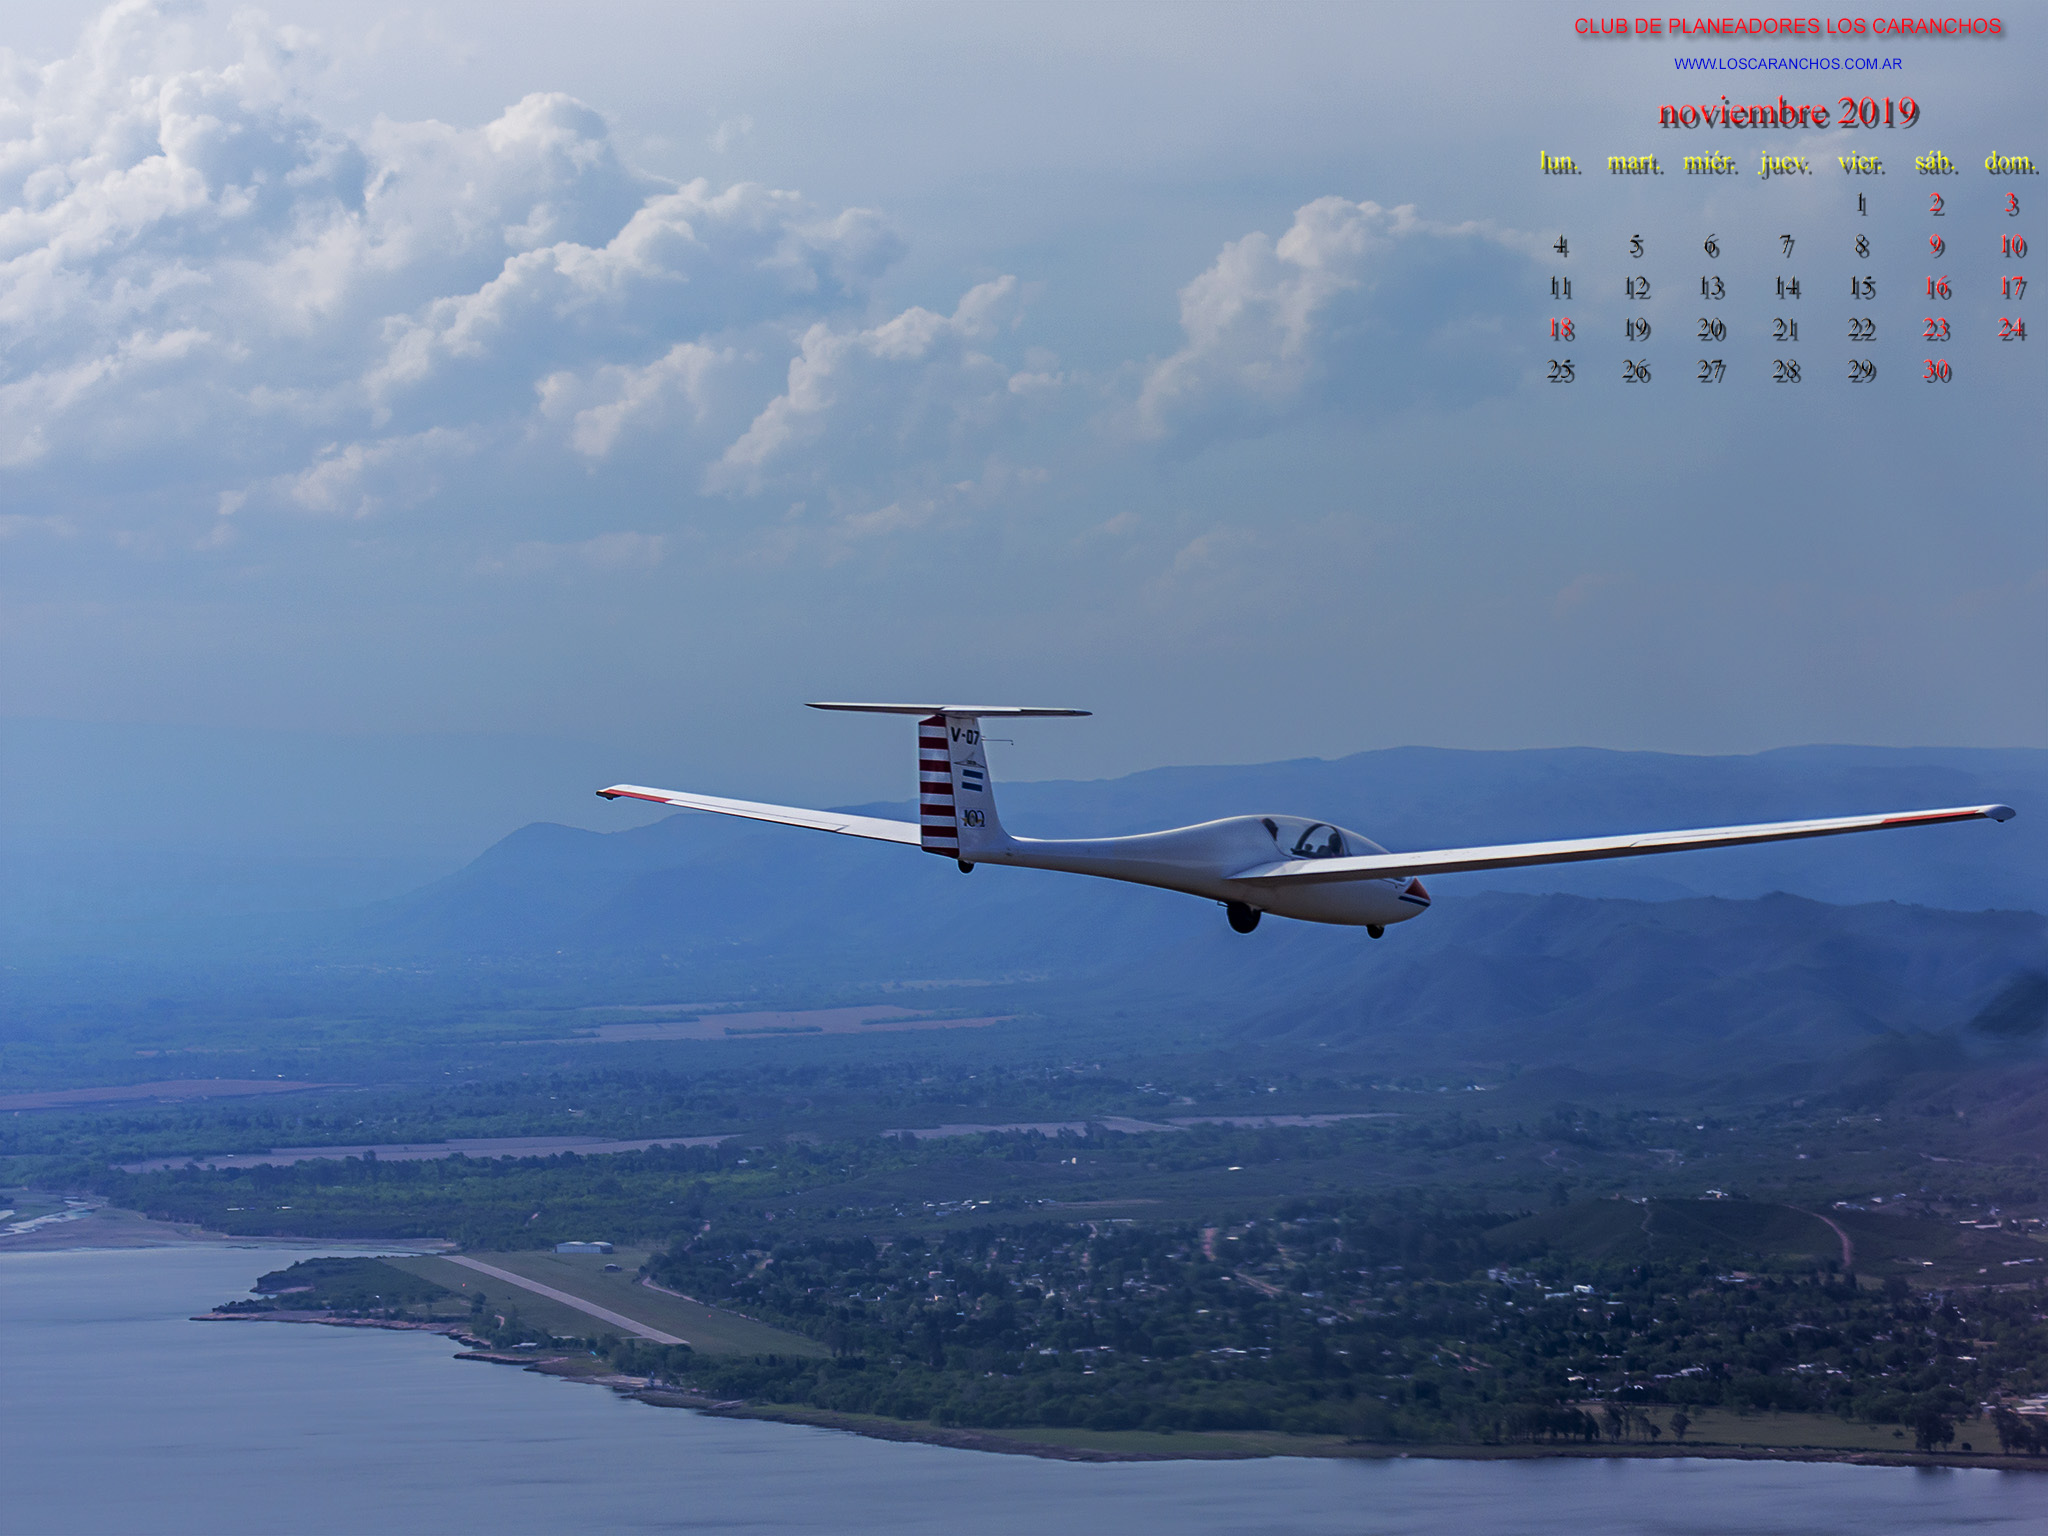 CLUB DE PLANEADORES LOS CARANCHOS
WWW.LOSCARANCHOS.COM.AR
noviembre 2019
lun. mart. miér. juev. vier. sáb. dom.
1 2 3
4 5 6 7 8 9 10
11 12 13 14 15 16 17
18 19 20 21 22 23 24
25 26 27 28 29 30
V-07